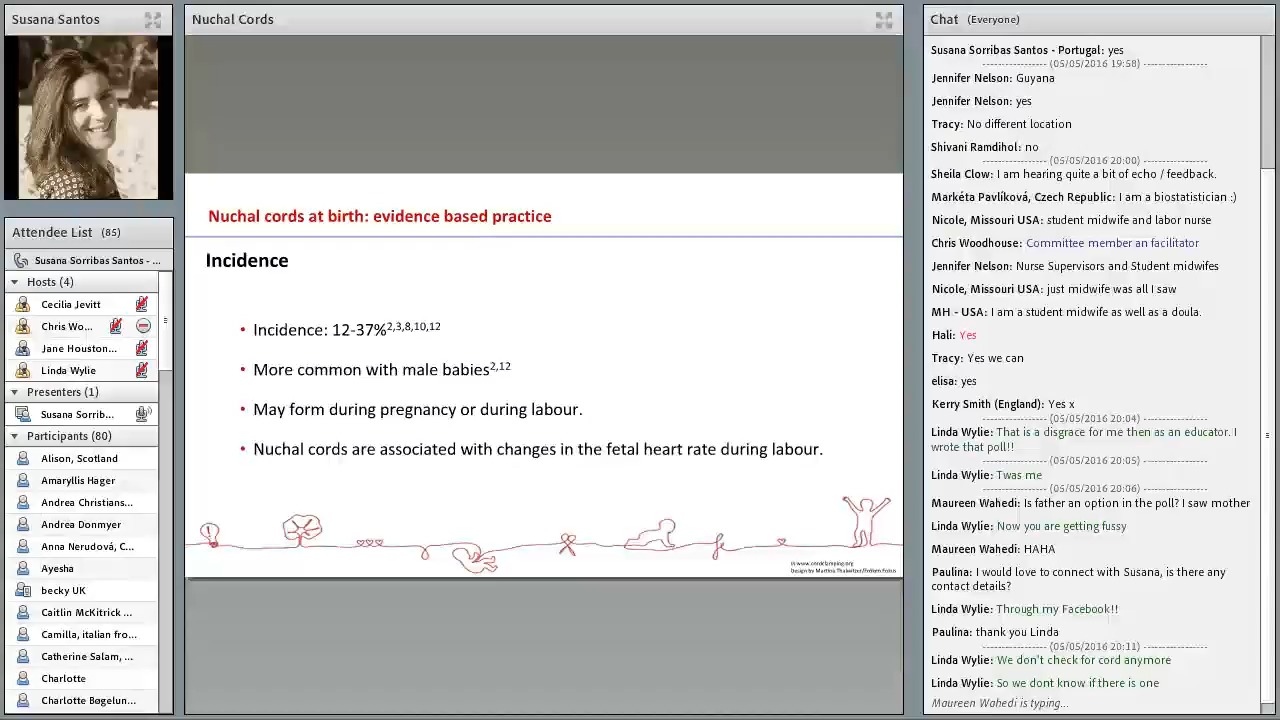 Susana Santos
Attendee List (85)
Susana Sorribas Santos - ...
Hosts (4)
Cecilia Jevitt
Chris Wo...
Jane Houston...
Linda Wylie
Presenters (1)
Susana Sorrib...
Participants (80)
Alison, Scotland
Amaryllis Hager
Andrea Christians...
Andrea Donmyer
Anna Nerudová, C...
Ayesha
becky UK
Caitlin McKitrick ...
Camilla, italian fro...
Catherine Salam, ...
Charlotte
Charlotte Bøgelun...
Nuchal Cords
Nuchal cords at birth: evidence based practice
Incidence
• Incidence: 12-37%2,3,8,10,12
• More common with male babies2,12
• May form during pregnancy or during labour.
• Nuchal cords are associated with changes in the fetal heart rate during labour.
in www.cordclamping.org
Design by Martina Thalwitzer/Fröken Fokus
Chat (Everyone)
Susana Sorribas Santos - Portugal: yes
------------------ (05/05/2016 19:58) ------------------
Jennifer Nelson: Guyana
Jennifer Nelson: yes
Tracy: No different location
Shivani Ramdihol: no
------------------ (05/05/2016 20:00) ------------------
Sheila Clow: I am hearing quite a bit of echo / feedback.
Markéta Pavlíková, Czech Republic: I am a biostatistician :)
Nicole, Missouri USA: student midwife and labor nurse
Chris Woodhouse: Committee member an facilitator
Jennifer Nelson: Nurse Supervisors and Student midwifes
Nicole, Missouri USA: just midwife was all I saw
MH - USA: I am a student midwife as well as a doula.
Hali: Yes
Tracy: Yes we can
elisa: yes
Kerry Smith (England): Yes x
------------------ (05/05/2016 20:04) ------------------
Linda Wylie: That is a disgrace for me then as an educator. I
wrote that poll!!
------------------ (05/05/2016 20:05) ------------------
Linda Wylie: Twas me
------------------ (05/05/2016 20:06) ------------------
Maureen Wahedi: Is father an option in the poll? I saw mother
Linda Wylie: Now you are getting fussy
Maureen Wahedi: HAHA
Paulina: I would love to connect with Susana, is there any
contact details?
Linda Wylie: Through my Facebook!!
Paulina: thank you Linda
------------------ (05/05/2016 20:11) ------------------
Linda Wylie: We don't check for cord anymore
Linda Wylie: So we dont know if there is one
Maureen Wahedi is typing...